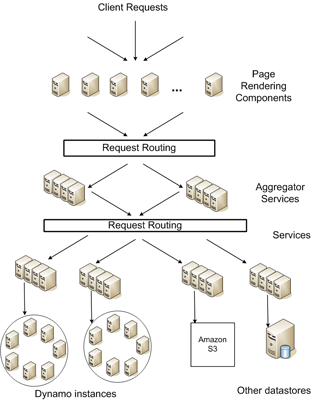 Client Requests
...
Page
Rendering
Components
Request Routing
Aggregator
Services
Request Routing
Services
Amazon
S3
Dynamo instances
Other datastores